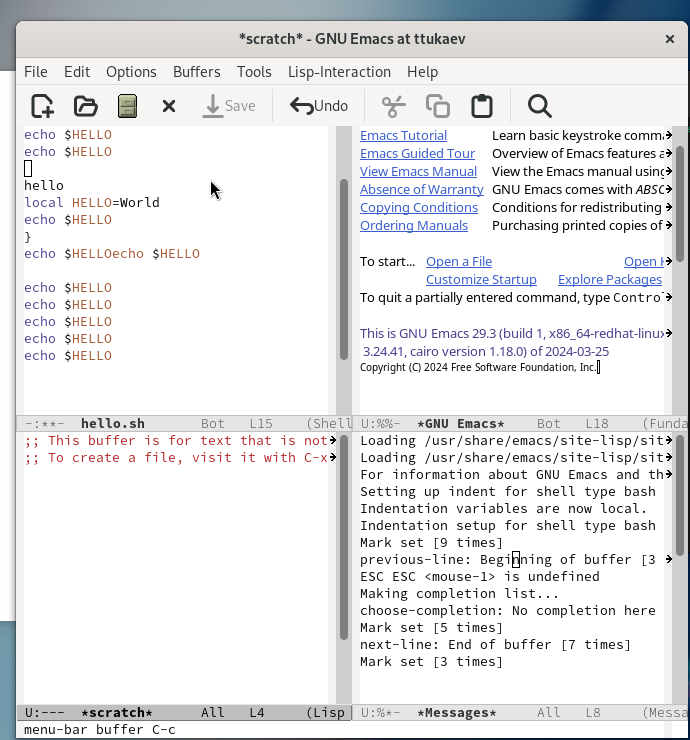 *scratch* - GNU Emacs at ttukaev
File Edit Options Buffers Tools Lisp-Interaction Help
Save Undo
echo $HELLO
echo $HELLO
hello
local HELLO=World
echo $HELLO
}
echo $HELLOecho $HELLO
echo $HELLO
echo $HELLO
echo $HELLO
echo $HELLO
echo $HELLO
-:**- hello.sh Bot L15 (Shell
Emacs Tutorial Learn basic keystroke comma
Emacs Guided Tour Overview of Emacs features a
View Emacs Manual View the Emacs manual using
Absence of Warranty GNU Emacs comes with ABSC
Copying Conditions Conditions for redistributing
Ordering Manuals Purchasing printed copies of
To start... Open a File Open H
Customize Startup Explore Packages
To quit a partially entered command, type Control
This is GNU Emacs 29.3 (build 1, x86_64-redhat-linux
3.24.41, cairo version 1.18.0) of 2024-03-25
Copyright (C) 2024 Free Software Foundation, Inc.
U:%%- *GNU Emacs* Bot L18 (Funda
;; This buffer is for text that is not
;; To create a file, visit it with C-x
U:--- *scratch* All L4 (Lisp
Loading /usr/share/emacs/site-lisp/sit
Loading /usr/share/emacs/site-lisp/sit
For information about GNU Emacs and th
Setting up indent for shell type bash
Indentation variables are now local.
Indentation setup for shell type bash
Mark set [9 times]
previous-line: Beginning of buffer [3
ESC ESC <mouse-1> is undefined
Making completion list...
choose-completion: No completion here
Mark set [5 times]
next-line: End of buffer [7 times]
Mark set [3 times]
U:%*- *Messages* All L8 (Messa
menu-bar buffer C-c